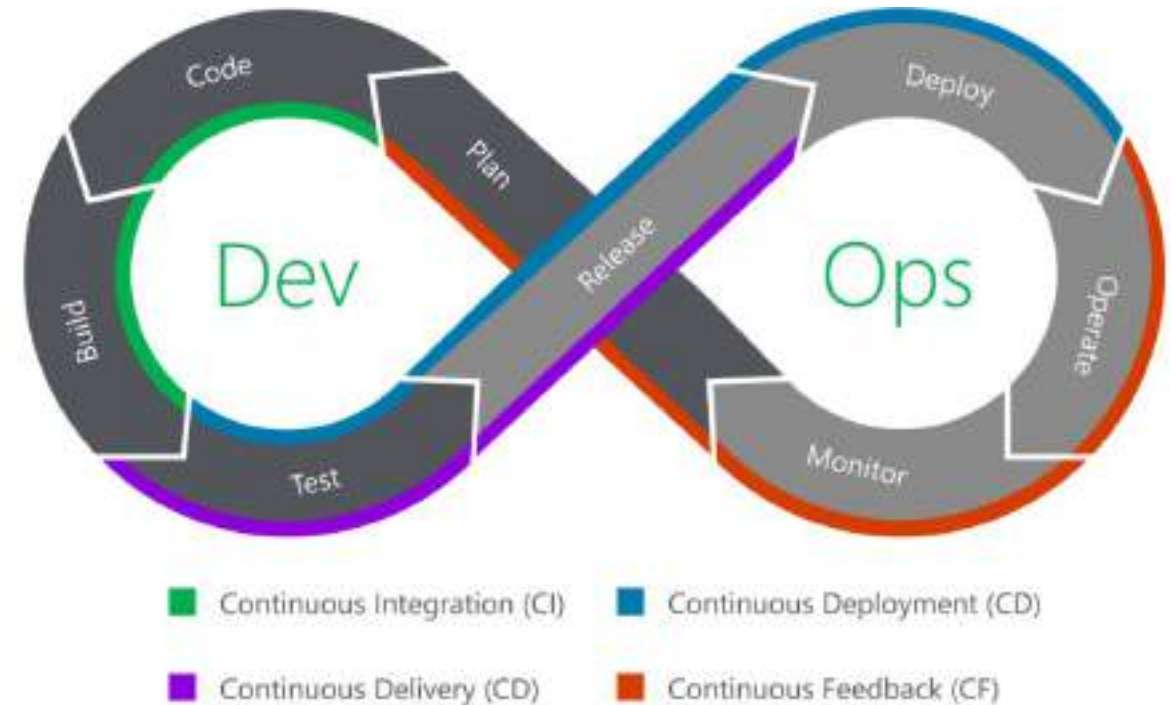 Code
Deploy
Plan
Release
Dev
Ops
Build
Operate
Test
Monitor
Continuous Integration (CI)
Continuous Deployment (CD)
Continuous Delivery (CD)
Continuous Feedback (CF)